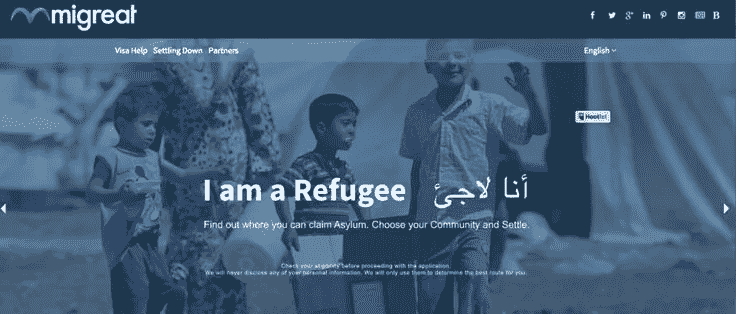 migreat
Visa Help Settling Down Partners English
I am a Refugee أنا لاجئ
Find out where you can claim Asylum. Choose your Community and Settle.
Check your eligibility before proceeding with the application.
We will never disclose any of your personal information. We will only use them to determine the best route for you.